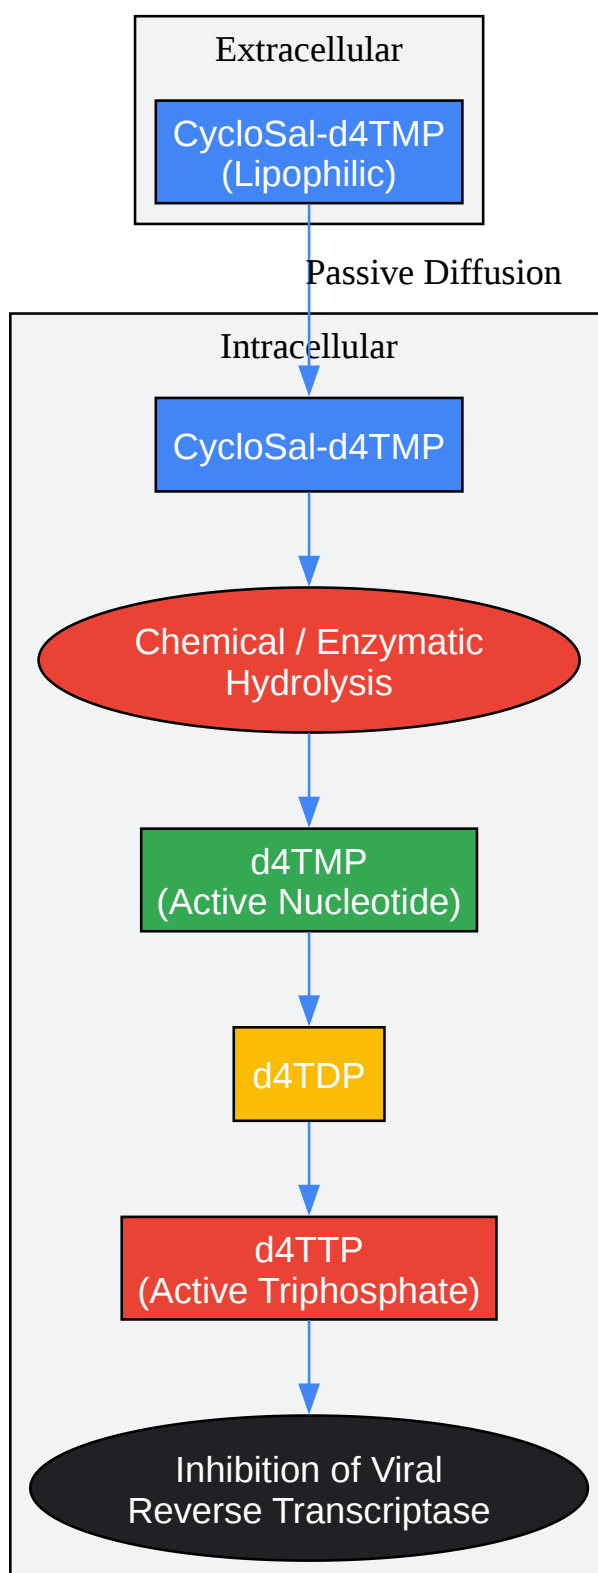 Extracellular
CycloSal-d4TMP
(Lipophilic)
Passive Diffusion
Intracellular
CycloSal-d4TMP
Chemical / Enzymatic
Hydrolysis
d4TMP
(Active Nucleotide)
d4TDP
d4TTP
(Active Triphosphate)
Inhibition of Viral
Reverse Transcriptase